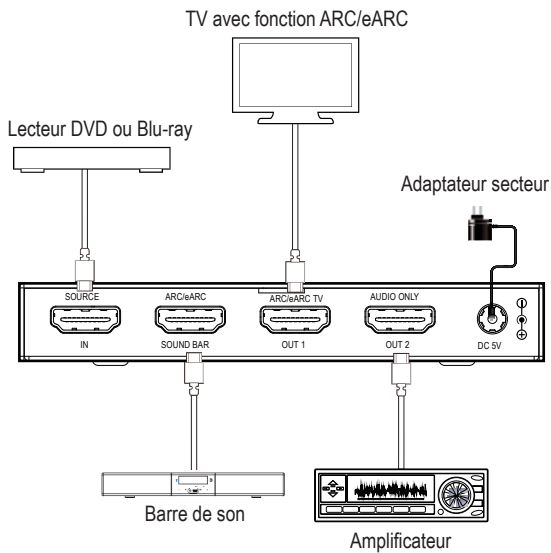 TV avec fonction ARC/eARC
Lecteur DVD ou Blu-ray
Adaptateur secteur
SOURCE
ARC/eARC
ARC/eARC TV
AUDIO ONLY
IN
SOUND BAR
OUT 1
OUT 2
DC 5V
Barre de son
Amplificateur